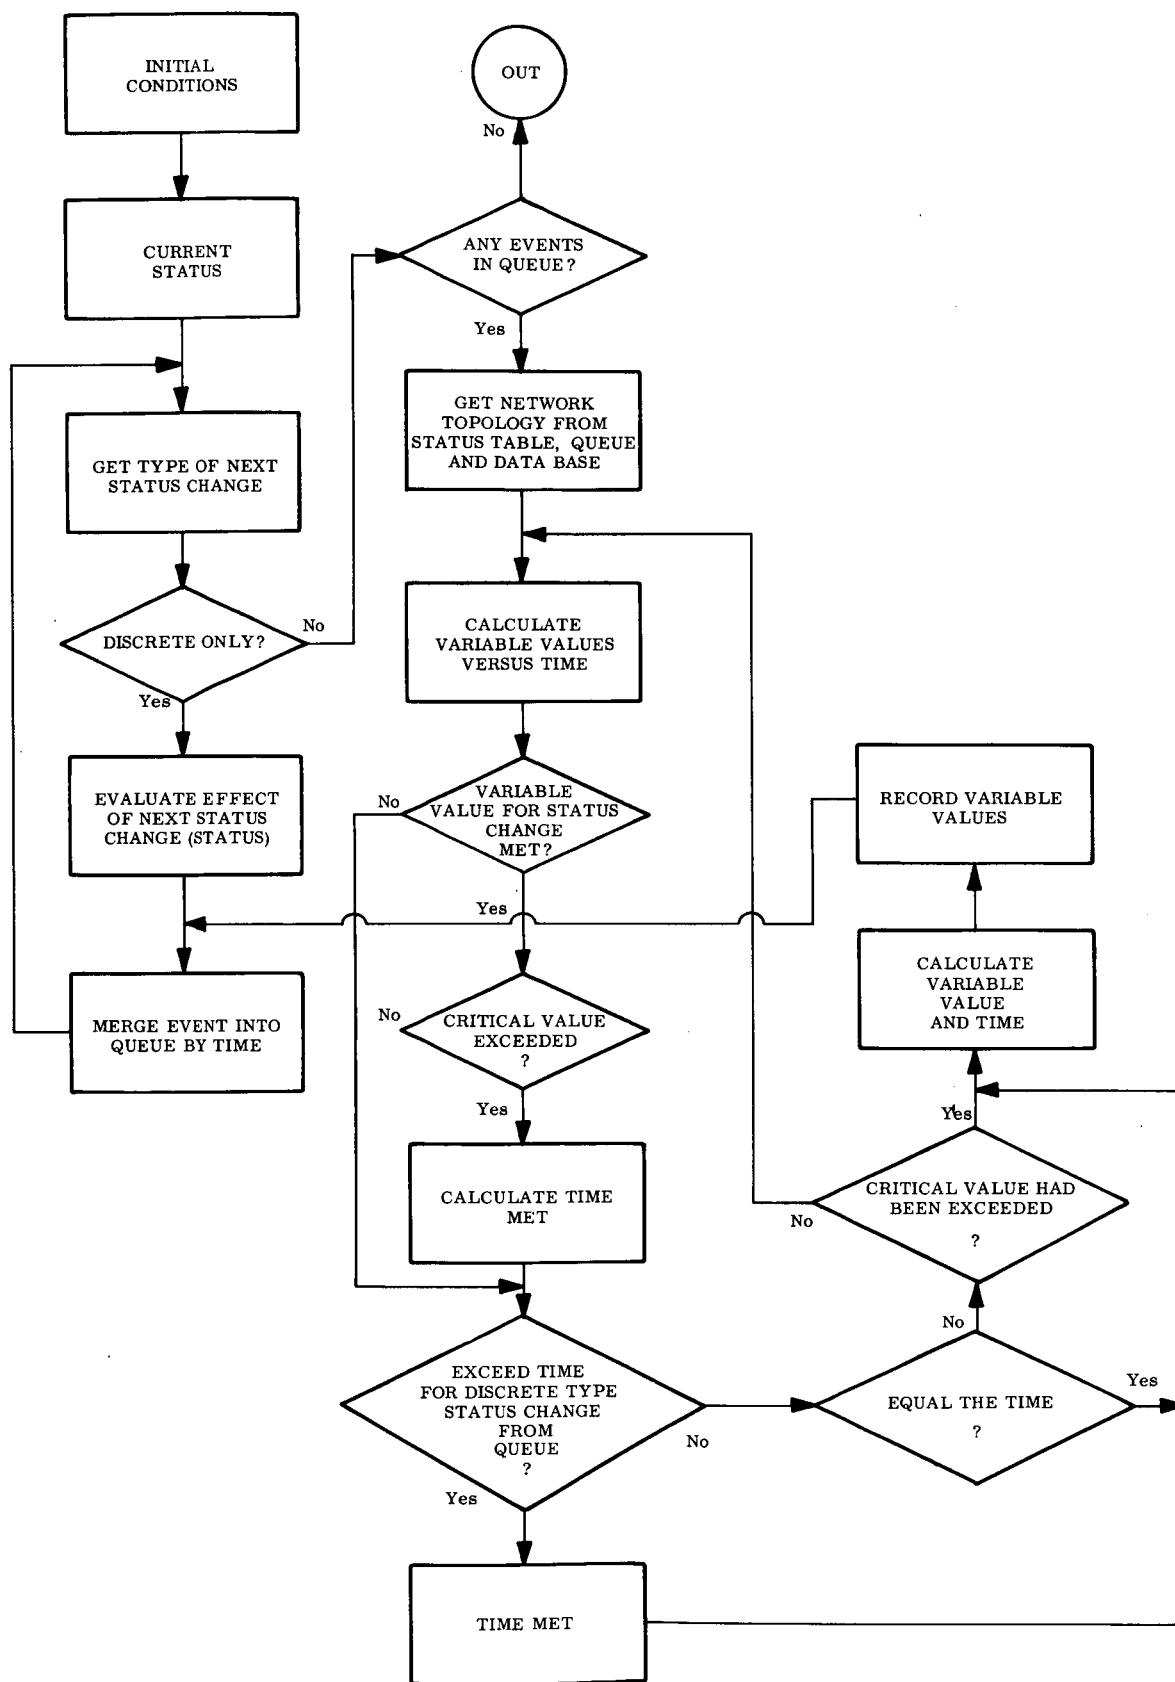 INITIAL
CONDITIONS
CURRENT
STATUS
GET TYPE OF NEXT
STATUS CHANGE
DISCRETE ONLY?
No
Yes
EVALUATE EFFECT
OF NEXT STATUS
CHANGE (STATUS)
MERGE EVENT INTO
QUEUE BY TIME
OUT
No
ANY EVENTS
IN QUEUE?
Yes
GET NETWORK
TOPOLOGY FROM
STATUS TABLE, QUEUE
AND DATA BASE
CALCULATE
VARIABLE VALUES
VERSUS TIME
VARIABLE
VALUE FOR STATUS
CHANGE
MET?
No
Yes
CRITICAL VALUE
EXCEEDED
?
No
Yes
CALCULATE TIME
MET
EXCEED TIME
FOR DISCRETE TYPE
STATUS CHANGE
FROM
QUEUE
?
No
Yes
TIME MET
RECORD VARIABLE
VALUES
CALCULATE
VARIABLE
VALUE
AND TIME
Yes
CRITICAL VALUE HAD
BEEN EXCEEDED
?
No
No
EQUAL THE TIME
?
Yes